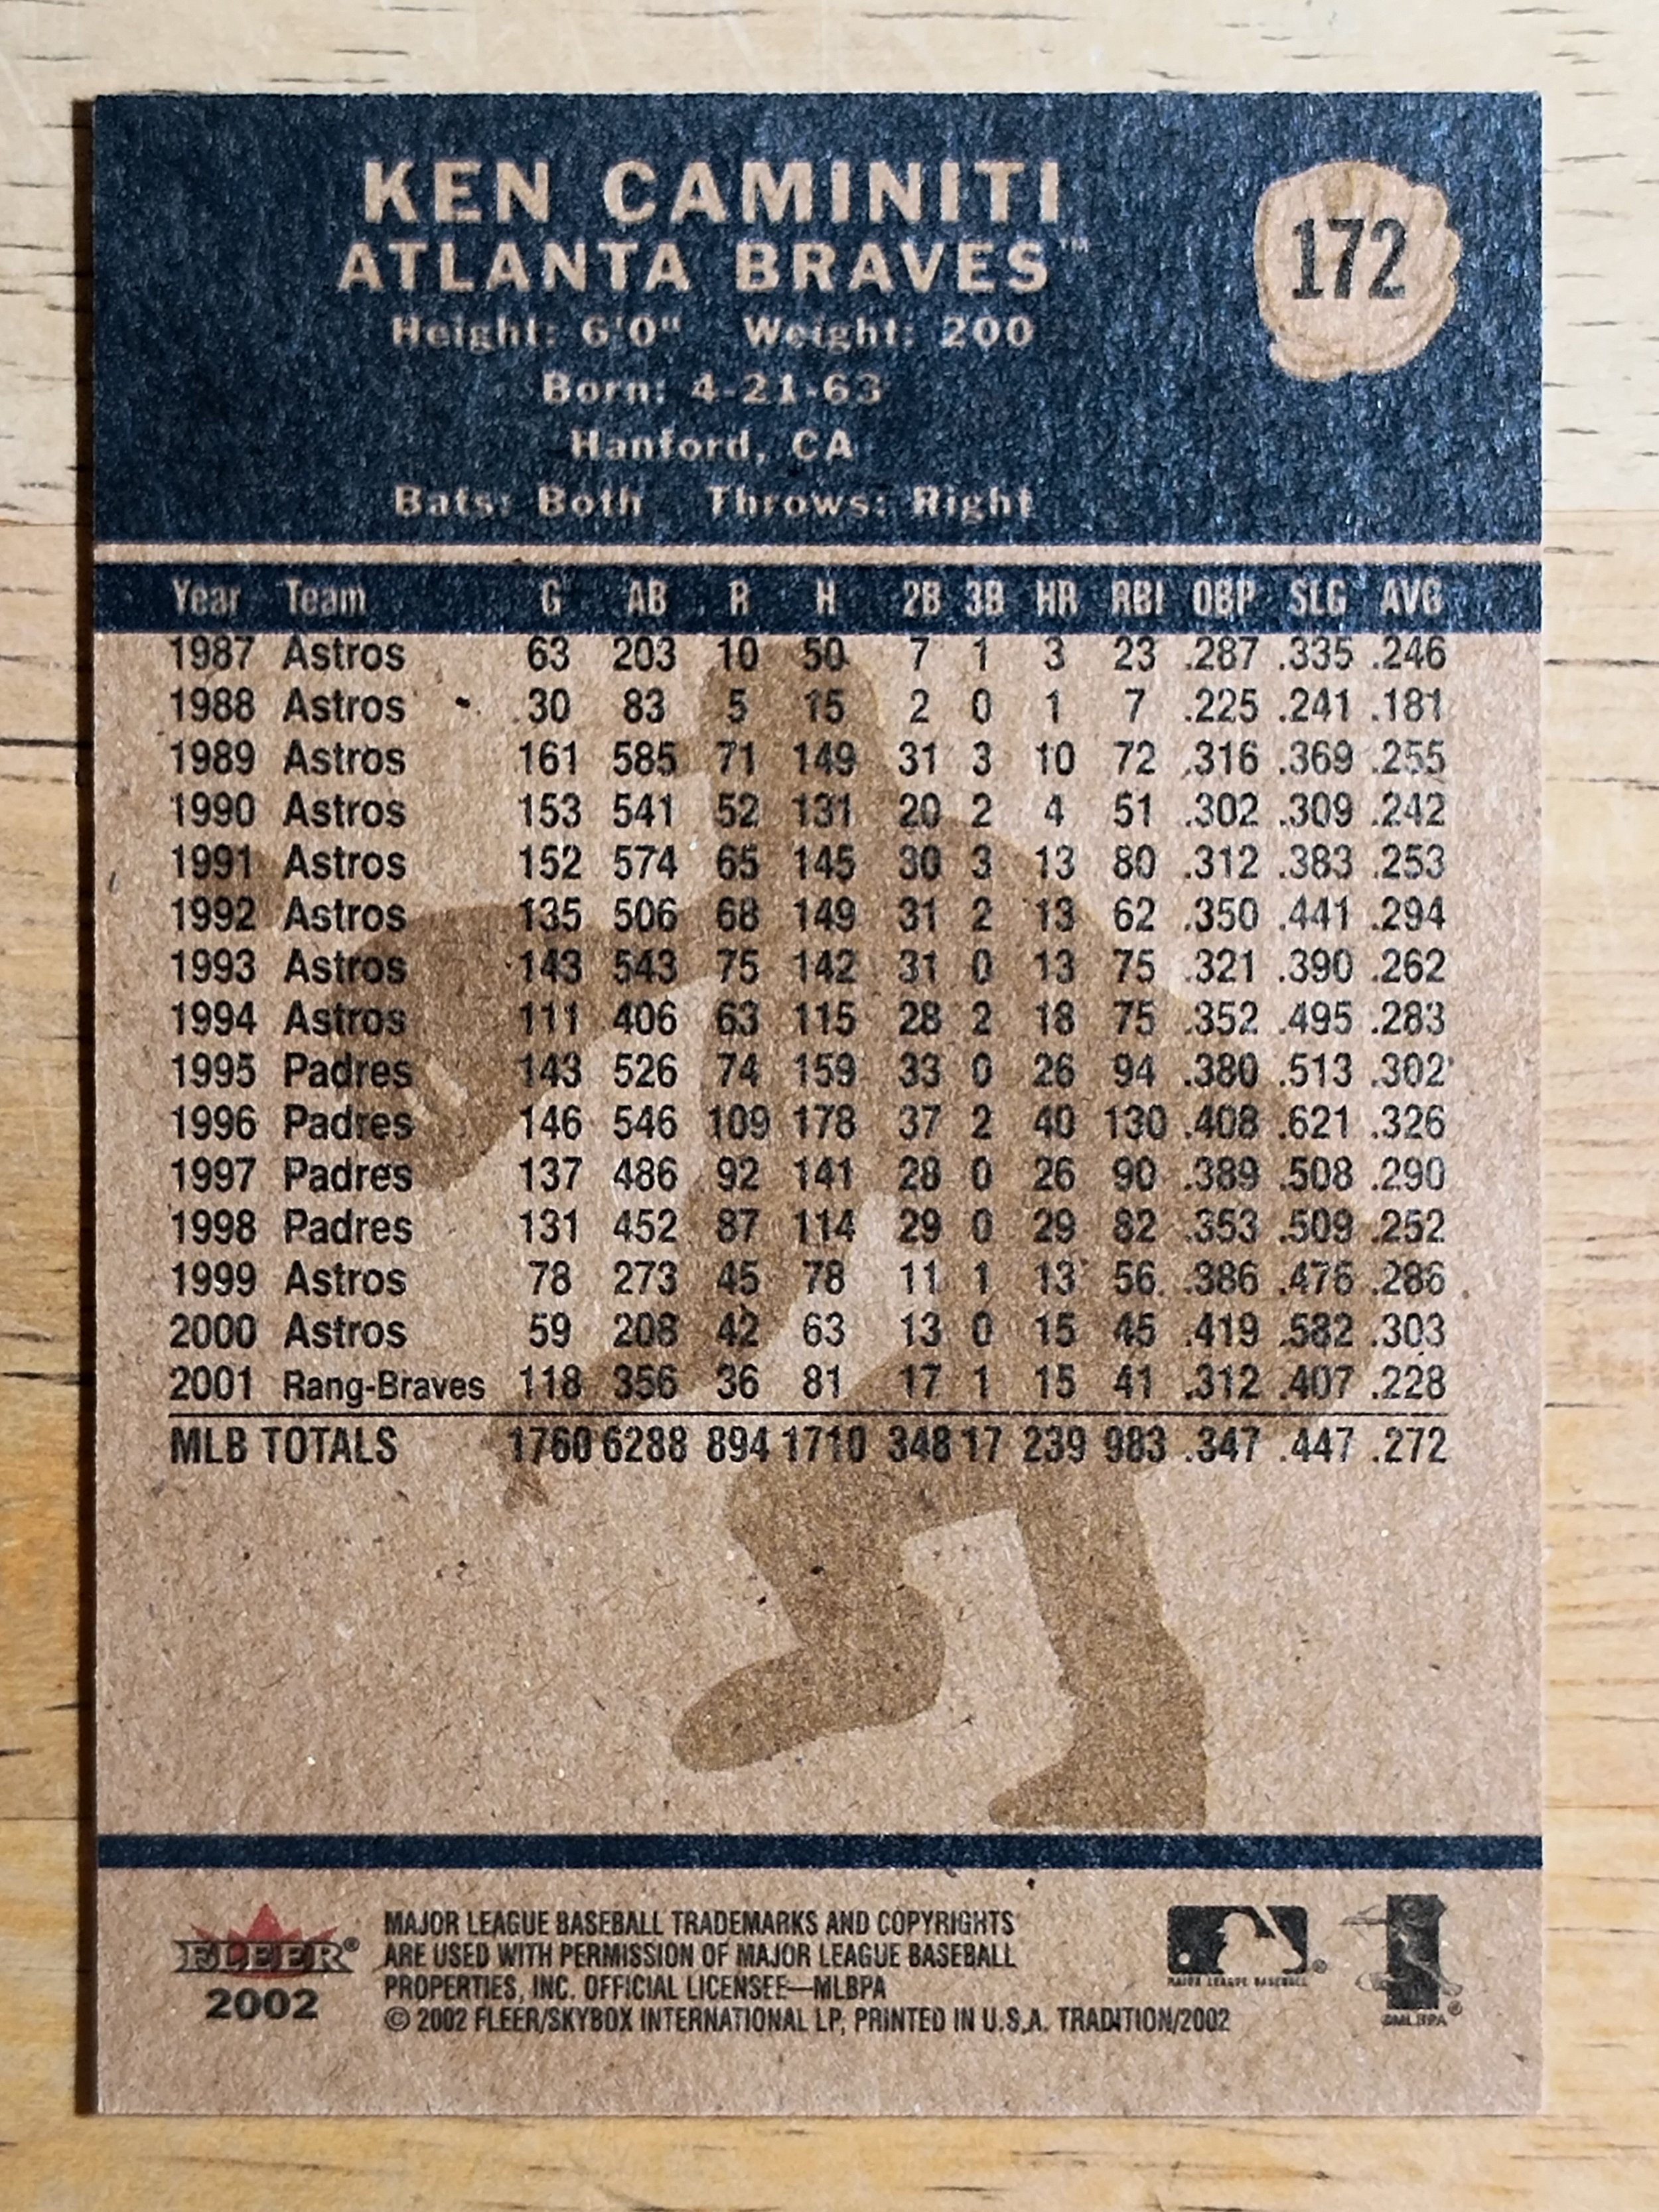 KEN CAMINITI
172
ATLANTA BRAVES™
Height: 6'0" Weight: 200
Born: 4-21-63
Hanford, CA
Bats: Both Throws: Right
Year Team G AB R H 2B 3B HR RBI OBP SLG AVG
1987 Astros 63 203 10 50 7 1 3 23 .287 .335 .246
1988 Astros 30 83 5 15 2 0 1 7 .225 .241 .181
1989 Astros 161 585 71 149 31 3 10 72 .316 .369 .255
1990 Astros 153 541 52 131 20 2 4 51 .302 .309 .242
1991 Astros 152 574 65 145 30 3 13 80 .312 .383 .253
1992 Astros 135 506 68 149 31 2 13 62 .350 .441 .294
1993 Astros 143 543 75 142 31 0 13 75 .321 .390 .262
1994 Astros 111 406 63 115 28 2 18 75 .352 .495 .283
1995 Padres 143 526 74 159 33 0 26 94 .380 .513 .302
1996 Padres 146 546 109 178 37 2 40 130 .408 .621 .326
1997 Padres 137 486 92 141 28 0 26 90 .389 .508 .290
1998 Padres 131 452 87 114 29 0 29 82 .353 .509 .252
1999 Astros 78 273 45 78 11 1 13 56 .386 .476 .286
2000 Astros 59 208 42 63 13 0 15 45 .419 .582 .303
2001 Rang-Braves 118 356 36 81 17 1 15 41 .312 .407 .228
MLB TOTALS 1760 6288 894 1710 348 17 239 983 .347 .447 .272
FLEER®
2002
MAJOR LEAGUE BASEBALL TRADEMARKS AND COPYRIGHTS
ARE USED WITH PERMISSION OF MAJOR LEAGUE BASEBALL
PROPERTIES, INC. OFFICIAL LICENSEE—MLBPA
© 2002 FLEER/SKYBOX INTERNATIONAL LP, PRINTED IN U.S.A. TRADITION/2002
MAJOR LEAGUE BASEBALL®
©MLBPA ®